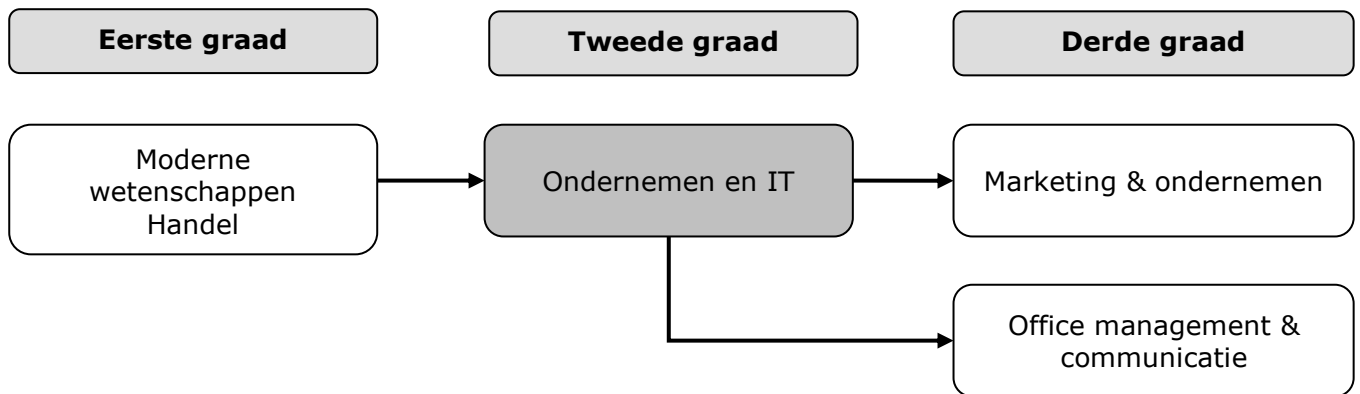 Eerste graad
Tweede graad
Derde graad
Moderne
wetenschappen
Handel
Ondernemen en IT
Marketing & ondernemen
Office management &
communicatie